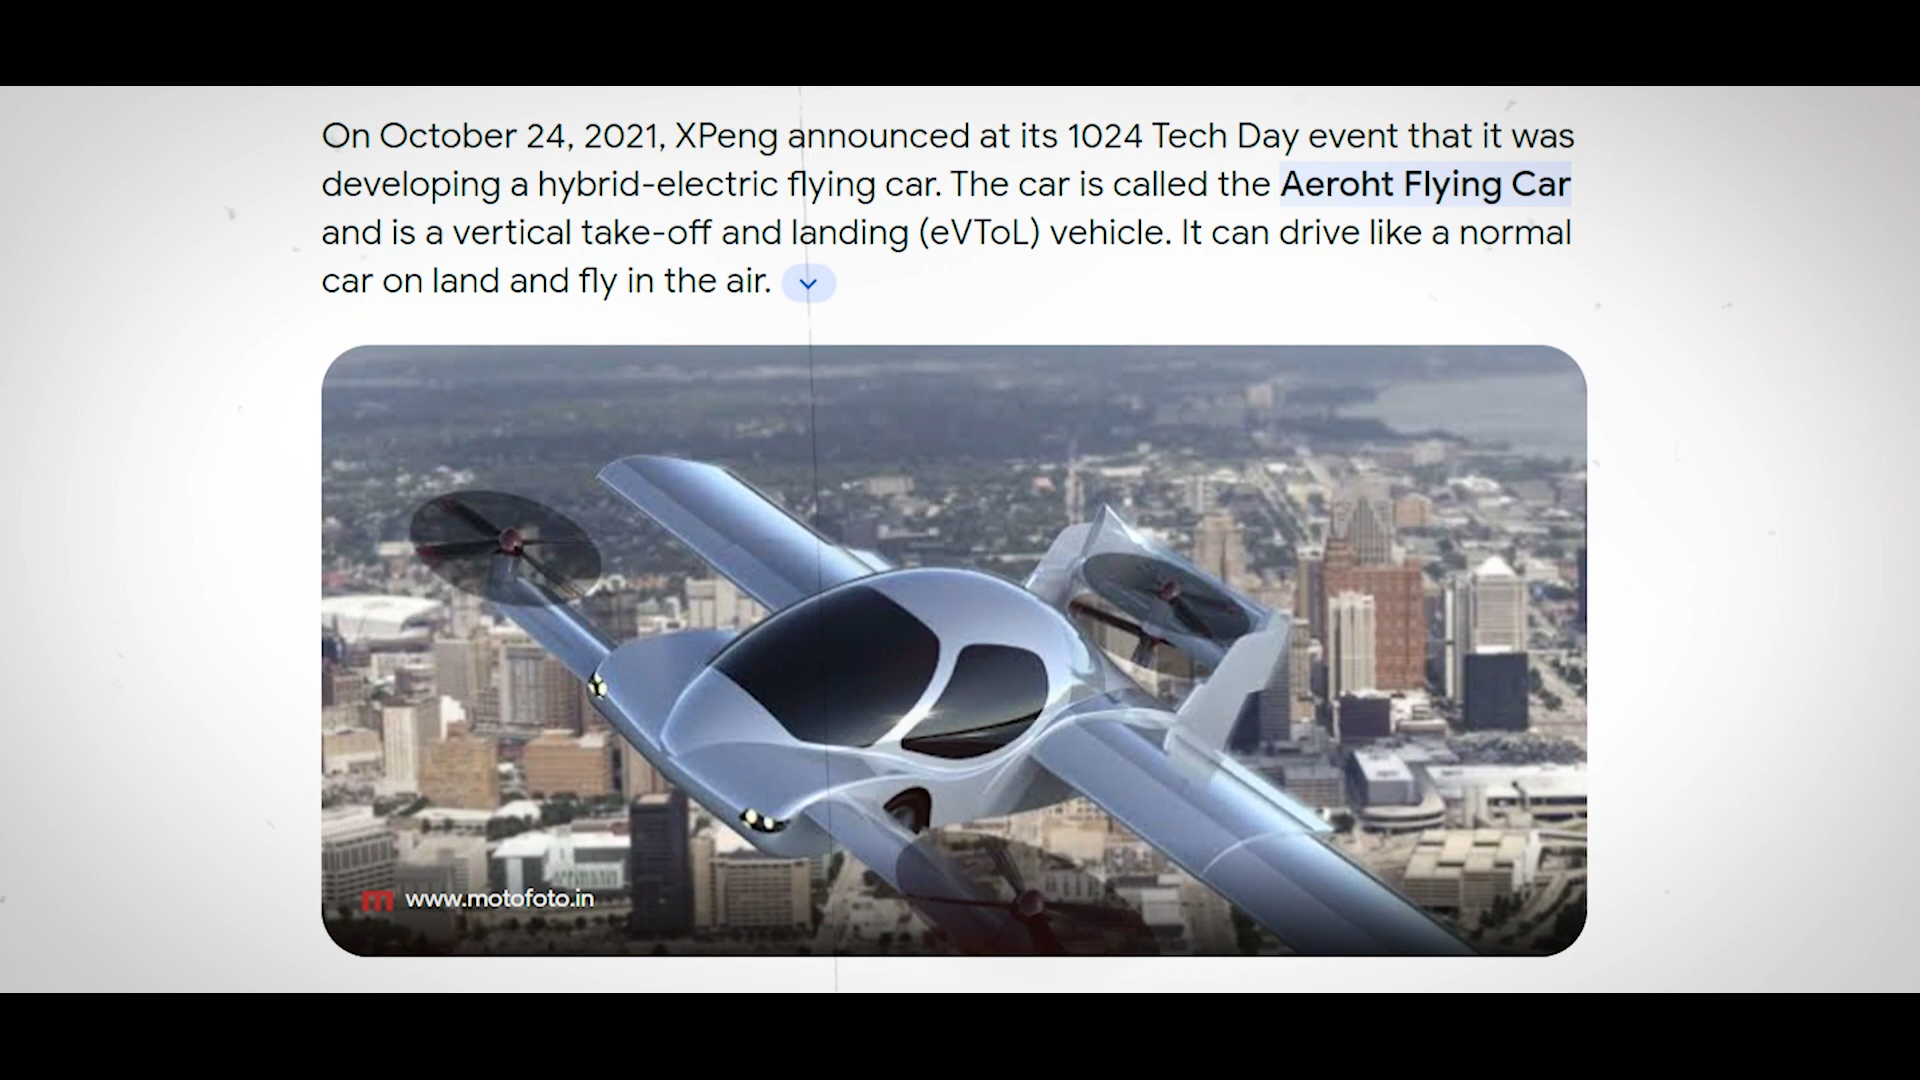 On October 24, 2021, XPeng announced at its 1024 Tech Day event that it was
developing a hybrid-electric flying car. The car is called the Aeroht Flying Car
and is a vertical take-off and landing (eVToL) vehicle. It can drive like a normal
car on land and fly in the air.
m www.motofoto.in